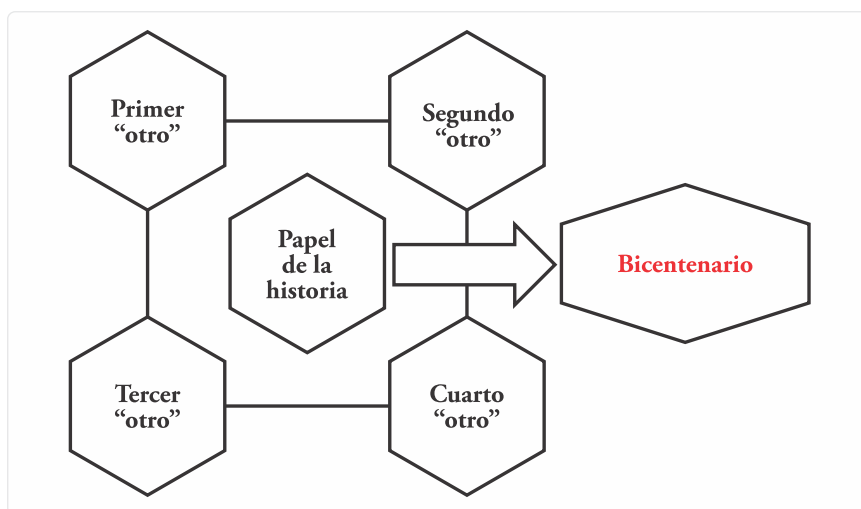 Primer
“otro”
Segundo
“otro”
Papel
de la
historia
Bicentenario
Tercer
“otro”
Cuarto
“otro”